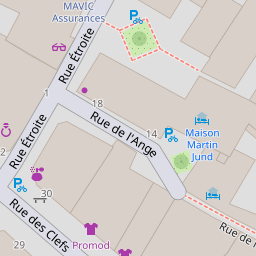 MAVIC
Assurances
Rue Étroite
1
18
Rue de l'Ange
14
Maison
Martin
Jund
Rue Étroite
30
Rue des Clefs
Promod
29
Rue de